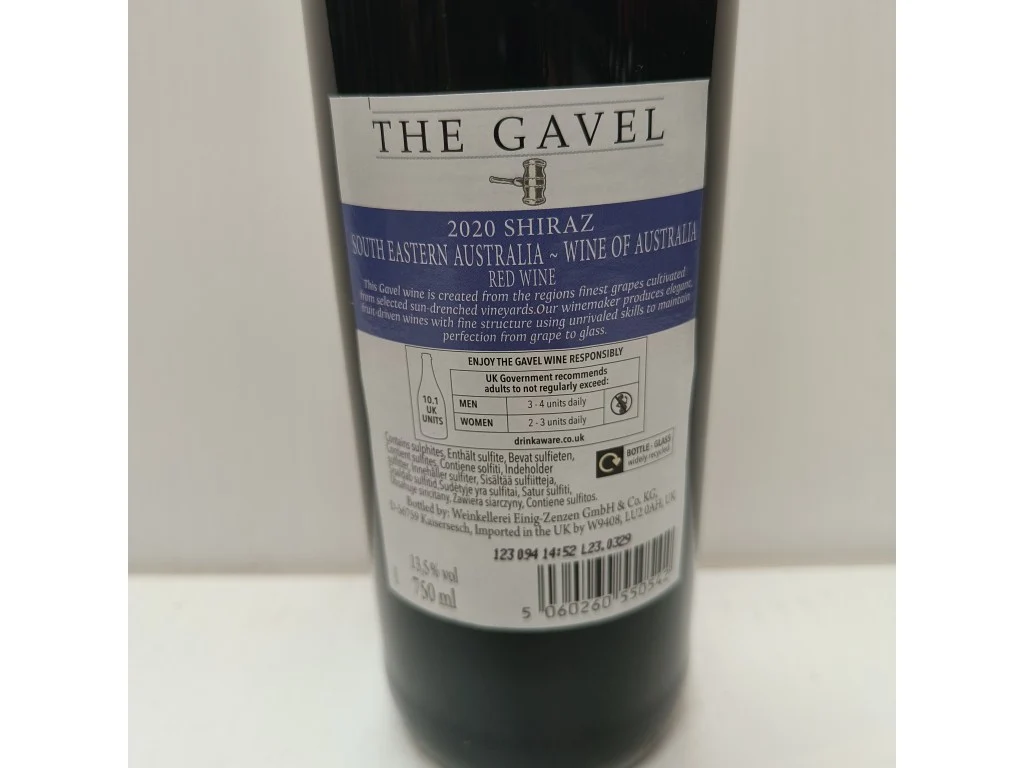 THE GAVEL
2020 SHIRAZ
SOUTH EASTERN AUSTRALIA ~ WINE OF AUSTRALIA
RED WINE
This Gavel wine is created from the regions finest grapes cultivated
from selected sun-drenched vineyards.Our winemaker produces elegant,
fruit driven wines with fine structure using unrivaled skills to maintain
perfection from grape to glass.
ENJOY THE GAVEL WINE RESPONSIBLY
UK Government recommends
adults to not regularly exceed:
10.1
UK
UNITS
MEN 3 - 4 units daily
WOMEN 2 - 3 units daily
drinkaware.co.uk
BOTTLE - GLASS
widely recycled
Contains sulphites, Enthält sulfite, Bevat sulfieten,
Contient sulfites, Contiene solfiti, Indeholder
sulfiter, Innehåller sulfiter, Sisältää sulfiitteja,
sulfitid, Sudėtyje yra sulfitai, Satur sulfīti,
Obsahuje siricitany, Zawiera siarczyny, Contiene sulfitos.
Bottled by: Weinkellerei Einig-Zenzen GmbH & Co. KG,
D-56759 Kaisersesch, Imported in the UK by W9408, LU2 0AH, UK
123 094 14:52 L23.0329
13,5% vol
750 ml
5 060260 550542